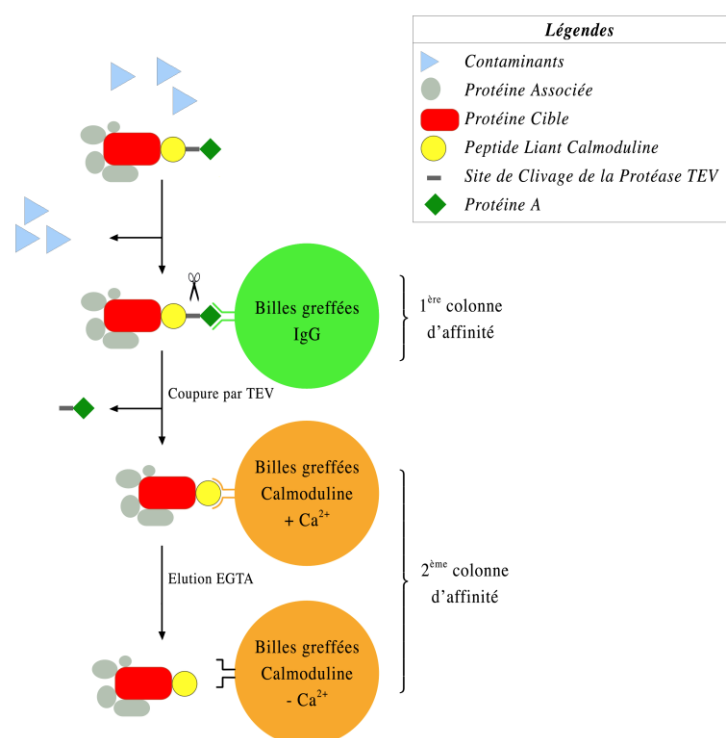 Légendes
Contaminants
Protéine Associée
Protéine Cible
Peptide Liant Calmoduline
Site de Clivage de la Protéase TEV
Protéine A
Billes greffées
IgG
1ère colonne
d'affinité
Coupure par TEV
Billes greffées
Calmoduline
+ Ca2+
Elution EGTA
2ème colonne
d'affinité
Billes greffées
Calmoduline
- Ca2+